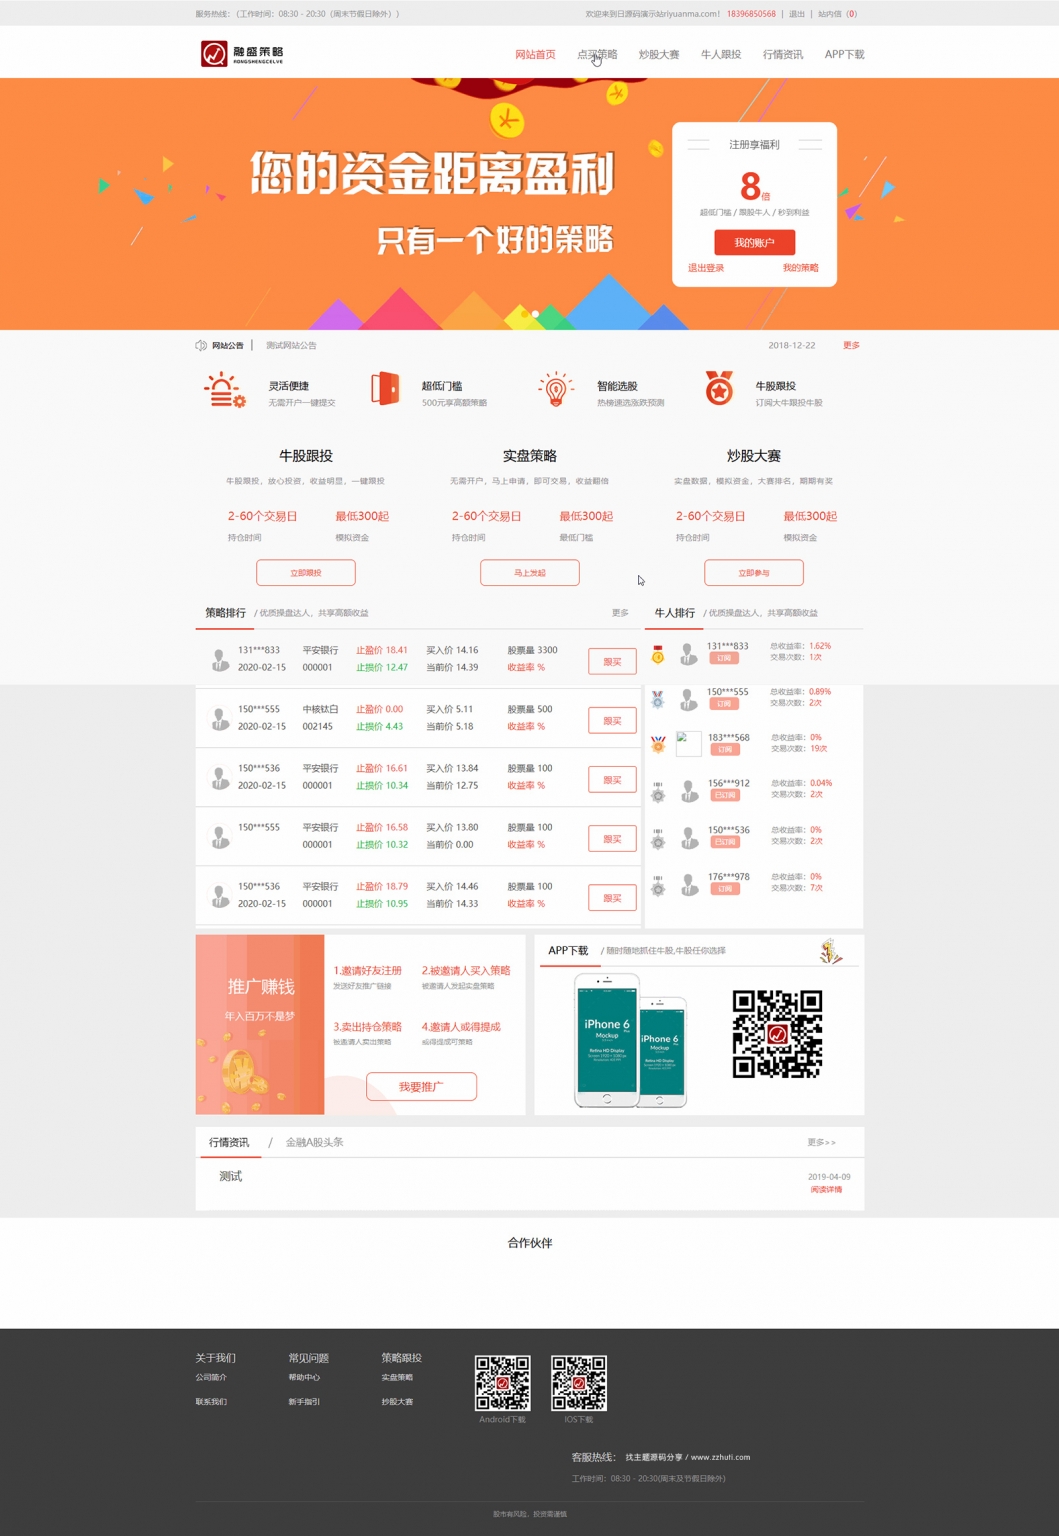 服务热线：（工作时间：08:30 - 20:30（周末节假日除外））
欢迎来到日源码演示站riyuanma.com！ 18396850568 | 退出 | 站内信（0）
融盛策略
RONGSHENGCELVE
网站首页 点买策略 炒股大赛 牛人跟投 行情资讯 APP下载
您的资金距离盈利
只有一个好的策略
注册享福利
8倍
超低门槛 / 跟股牛人 / 秒到利益
我的账户
退出登录 我的策略
网站公告 | 测试网站公告 2018-12-22 更多
灵活便捷
无需开户一键提交
超低门槛
500元享高额策略
智能选股
热榜速选涨跌预测
牛股跟投
订阅大牛跟投牛股
牛股跟投
牛股跟投，放心投资，收益明显，一键跟投
2-60个交易日 最低300起
持仓时间 模拟资金
立即跟投
实盘策略
无需开户，马上申请，即可交易，收益翻倍
2-60个交易日 最低300起
持仓时间 最低门槛
马上发起
炒股大赛
实盘数据，模拟资金，大赛排名，期期有奖
2-60个交易日 最低300起
持仓时间 模拟资金
立即参与
策略排行 / 优质操盘达人，共享高额收益 更多
131***833 平安银行 止盈价 18.41 买入价 14.16 股票量 3300
2020-02-15 000001 止损价 12.47 当前价 14.39 收益率 %
跟买
150***555 中核钛白 止盈价 0.00 买入价 5.11 股票量 500
2020-02-15 002145 止损价 4.43 当前价 5.18 收益率 %
跟买
150***536 平安银行 止盈价 16.61 买入价 13.84 股票量 100
2020-02-15 000001 止损价 10.34 当前价 12.75 收益率 %
跟买
150***555 平安银行 止盈价 16.58 买入价 13.80 股票量 100
000001 止损价 10.32 当前价 0.00 收益率 %
跟买
150***536 平安银行 止盈价 18.79 买入价 14.46 股票量 100
2020-02-15 000001 止损价 10.95 当前价 14.33 收益率 %
跟买
牛人排行 / 优质操盘达人，共享高额收益
131***833 总收益率：1.62%
订阅 交易次数：1次
150***555 总收益率：0.89%
订阅 交易次数：2次
183***568 总收益率：0%
订阅 交易次数：19次
156***912 总收益率：0.04%
已订阅 交易次数：2次
150***536 总收益率：0%
已订阅 交易次数：2次
176***978 总收益率：0%
订阅 交易次数：7次
推广赚钱
年入百万不是梦
1.邀请好友注册 2.被邀请人买入策略
发送好友推广链接 被邀请人发起实盘策略
3.卖出持仓策略 4.邀请人或得提成
被邀请人卖出策略 或得提成可策略
我要推广
APP下载 / 随时随地抓住牛股,牛股任你选择
iPhone 6
Mockup
Retina HD Display
iPhone 6
Mockup
Retina HD Display
行情资讯 / 金融A股头条 更多>>
测试 2019-04-09
阅读详情
合作伙伴
关于我们 常见问题 策略跟投
公司简介 帮助中心 实盘策略
联系我们 新手指引 炒股大赛
Android下载 IOS下载
客服热线： 找主题源码分享 / www.zzhuti.com
工作时间：08:30 - 20:30(周末及节假日除外)
股市有风险，投资需谨慎